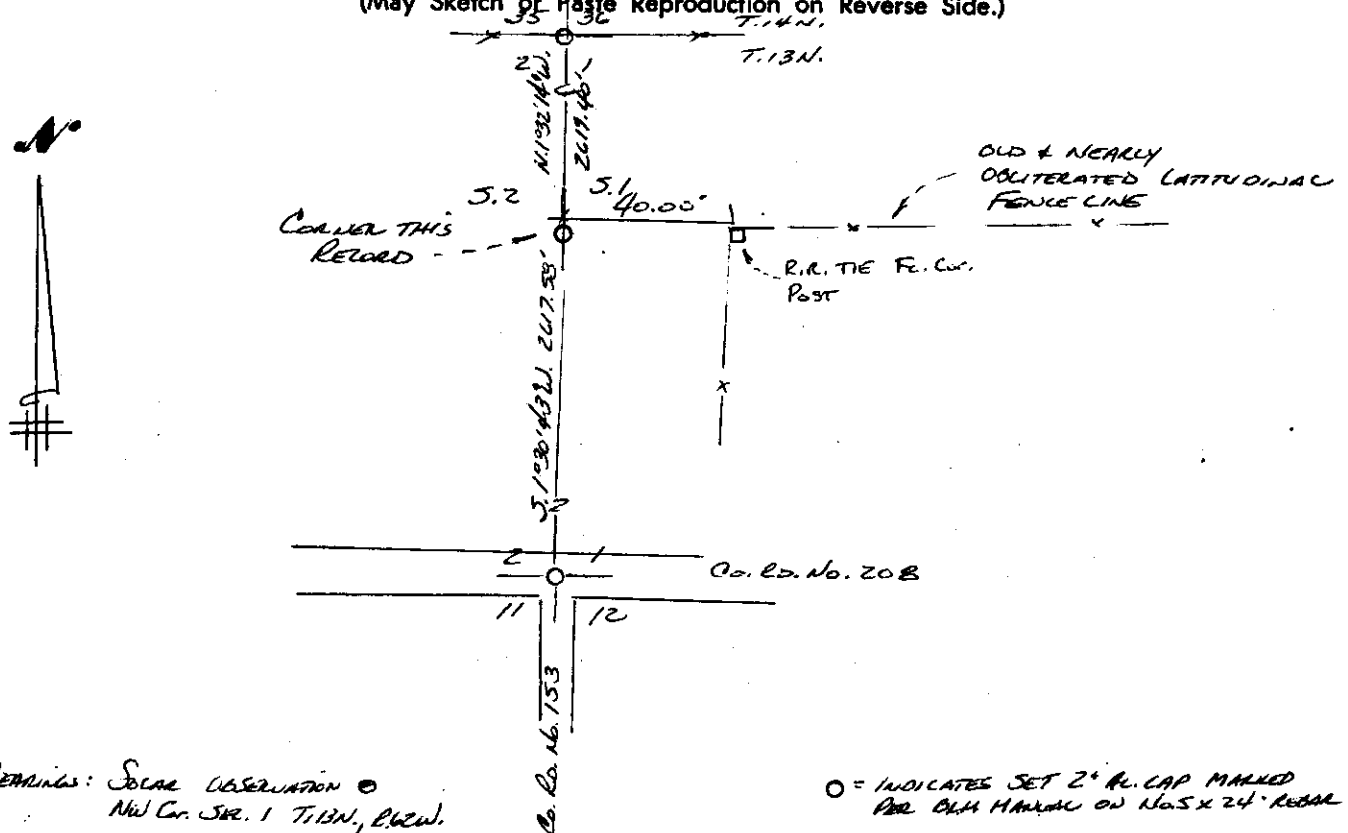 (May Sketch or Paste Reproduction on Reverse Side.)
35 36
T.14N.
T.13N.
2 1
N.1°32'14"W.
2619.40'
N
OLD & NEARLY
OBLITERATED LATITUDINAL
FENCE LINE
S.2
S.1
40.00'
CORNER THIS
RECORD
R.R. TIE FC. COR.
POST
S.1°30'43"W. 2617.59'
2 1
CO. RD. No. 20B
11 12
CO. RD. No. 153
BEARINGS: SOLAR OBSERVATION @
NW COR. SEC. 1 T.13N., R.62W.
O = INDICATES SET 2" AL. CAP MARKED
PER BLM MANUAL ON No.5 x 24" REBAR